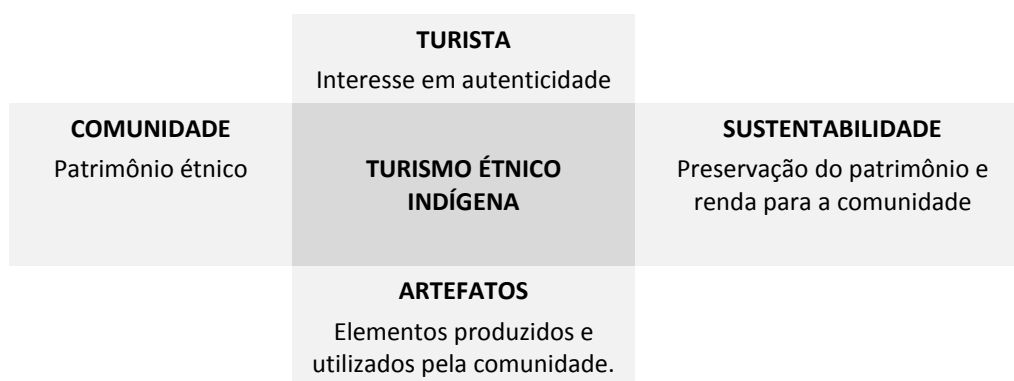 TURISTA
Interesse em autenticidade
COMUNIDADE
Patrimônio étnico
TURISMO ÉTNICO
INDÍGENA
SUSTENTABILIDADE
Preservação do patrimônio e
renda para a comunidade
ARTEFATOS
Elementos produzidos e
utilizados pela comunidade.